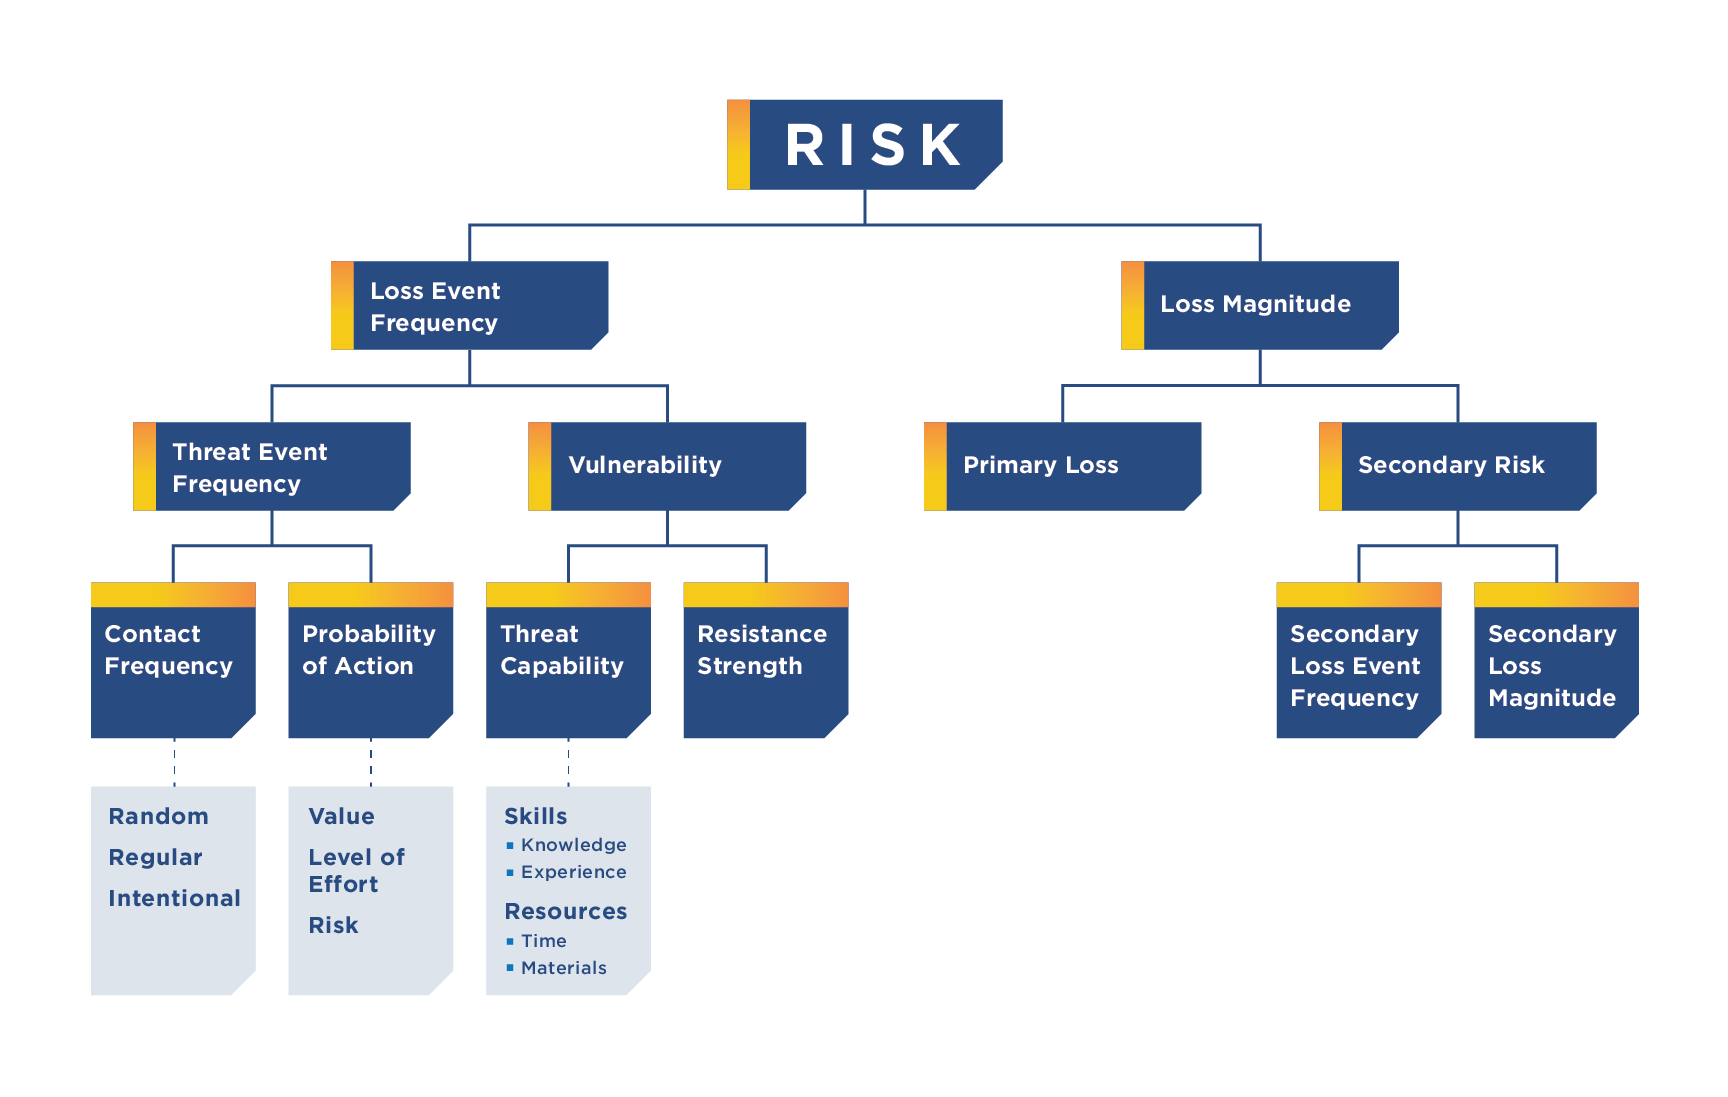 RISK
Loss Event
Frequency
Loss Magnitude
Threat Event
Frequency
Vulnerability
Primary Loss
Secondary Risk
Contact
Frequency
Probability
of Action
Threat
Capability
Resistance
Strength
Secondary
Loss Event
Frequency
Secondary
Loss
Magnitude
Random
Regular
Intentional
Value
Level of
Effort
Risk
Skills
▪ Knowledge
▪ Experience
Resources
▪ Time
▪ Materials